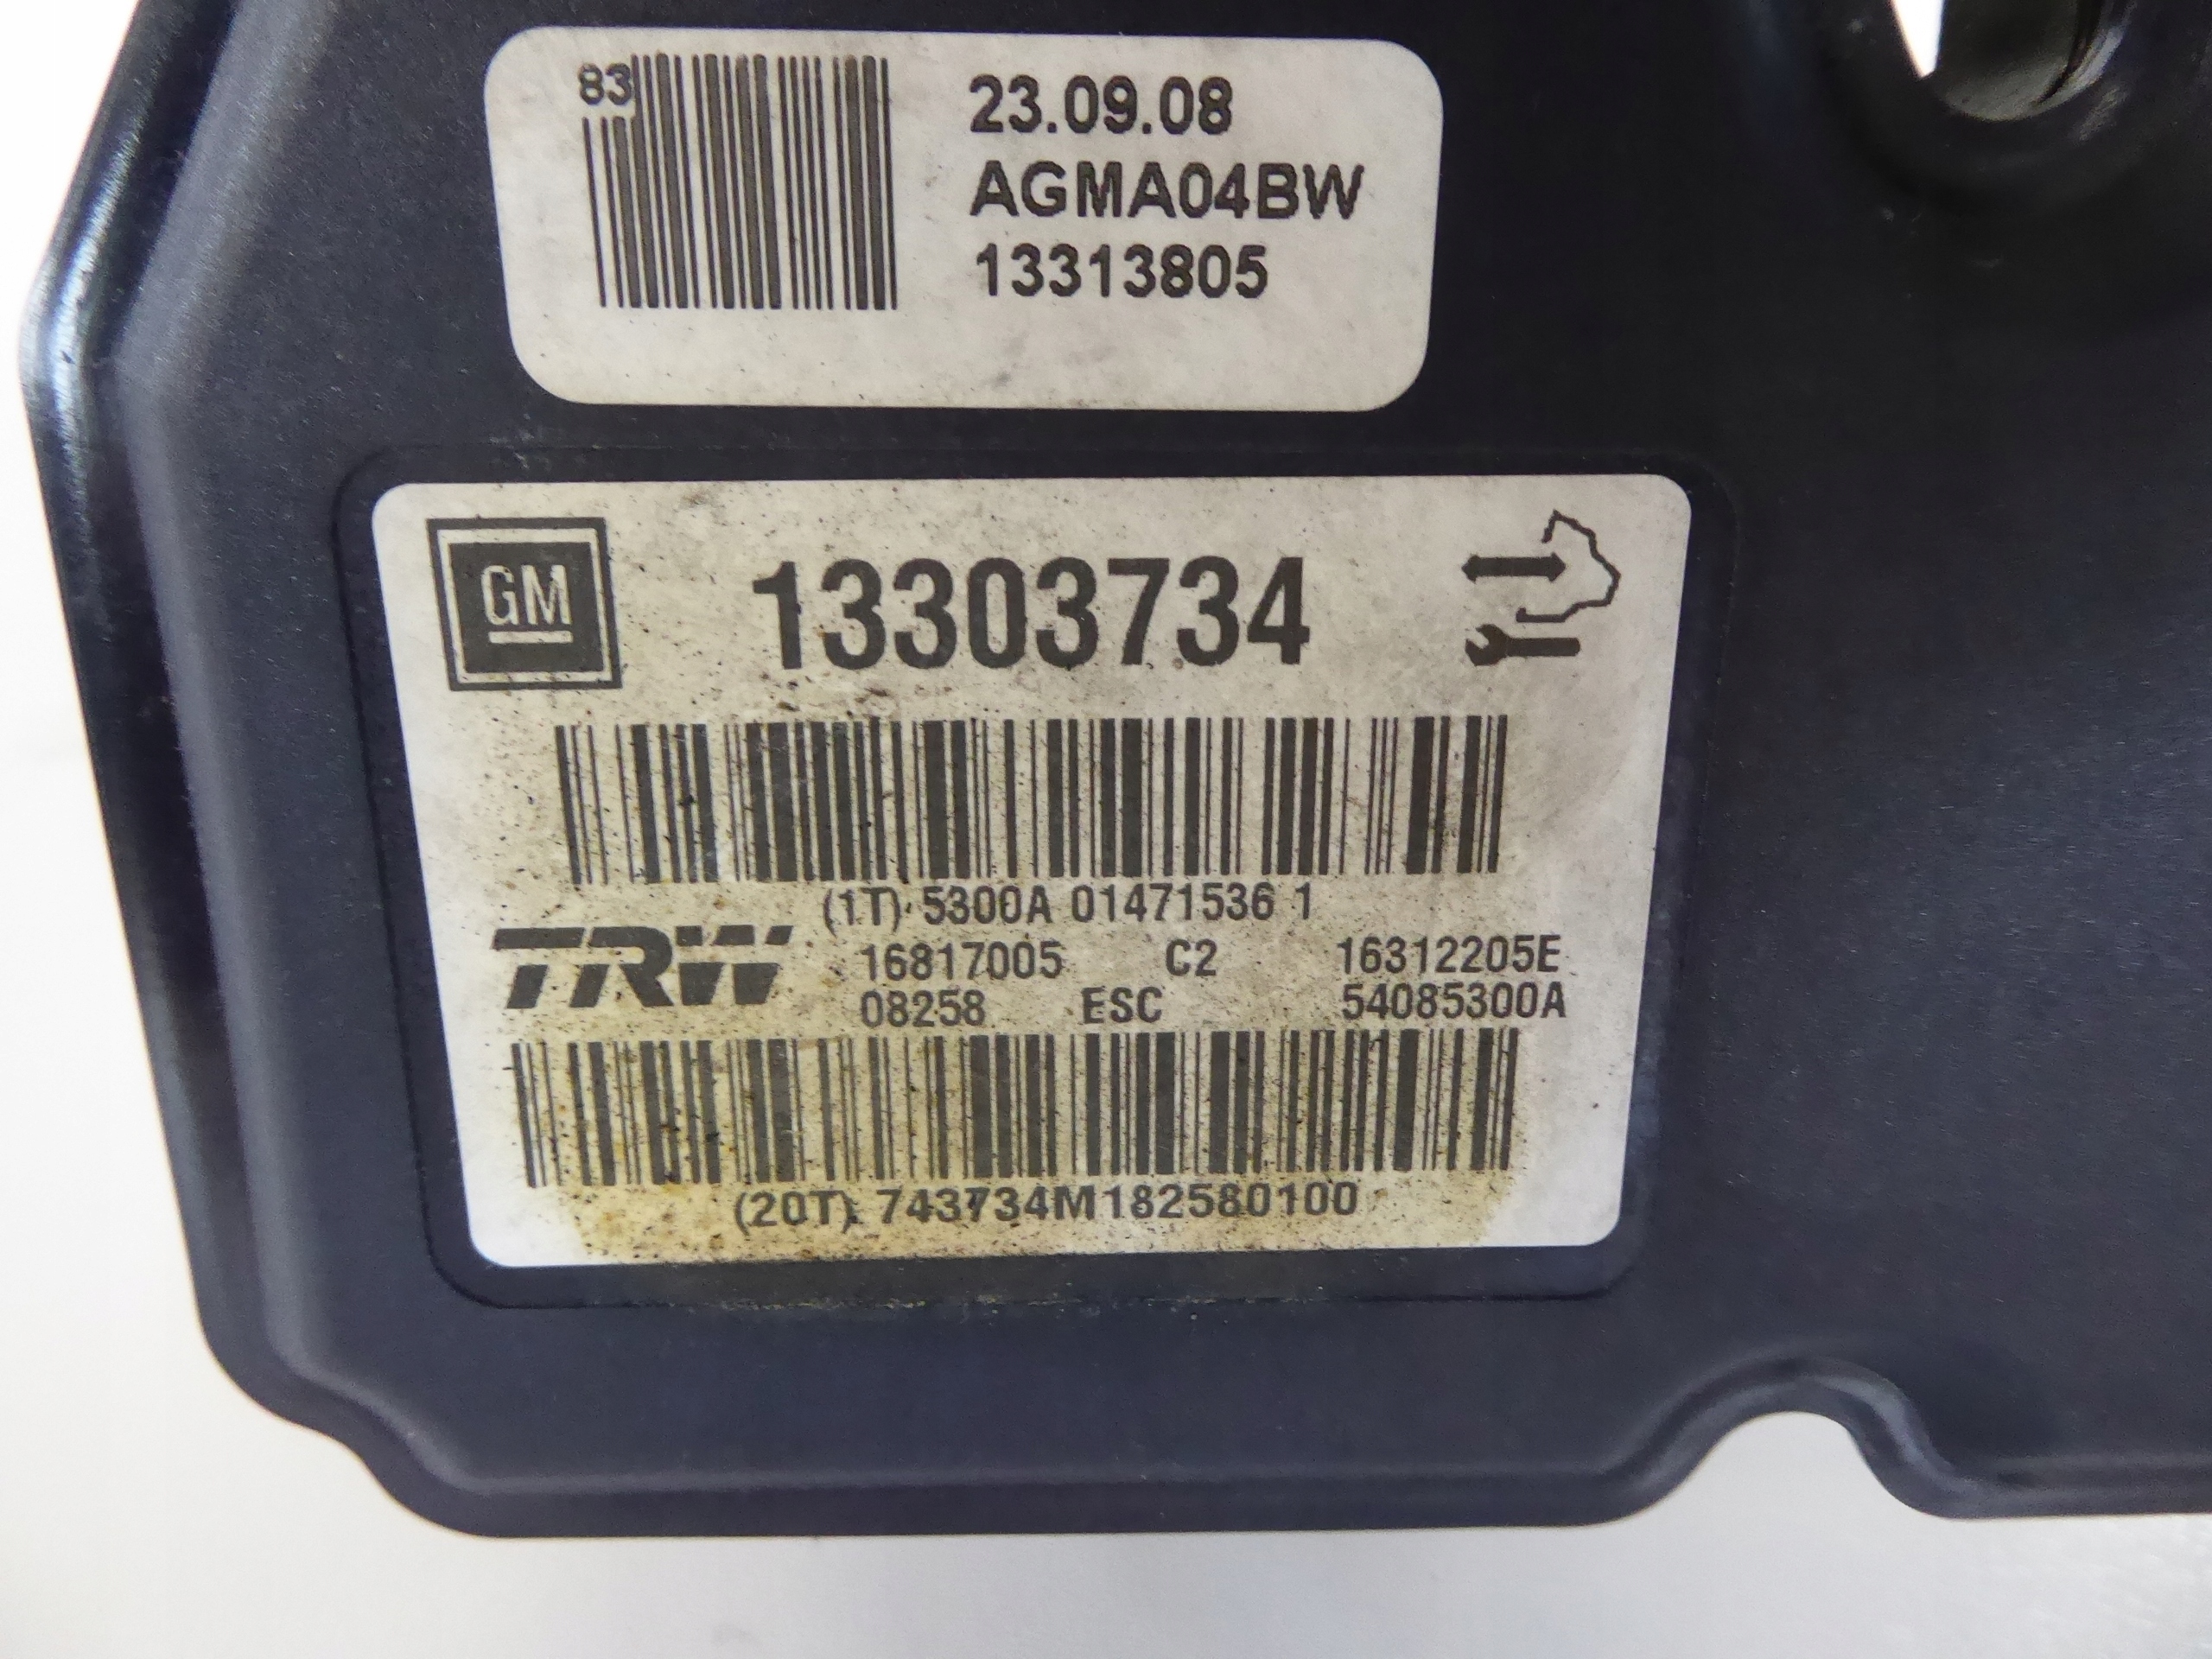 83
23.09.08
AGMA04BW
13313805
GM
13303734
(1T) 5300A 01471536 1
TRW
16817005 C2 16312205E
08258 ESC 54085300A
(20T) 743734M182580100